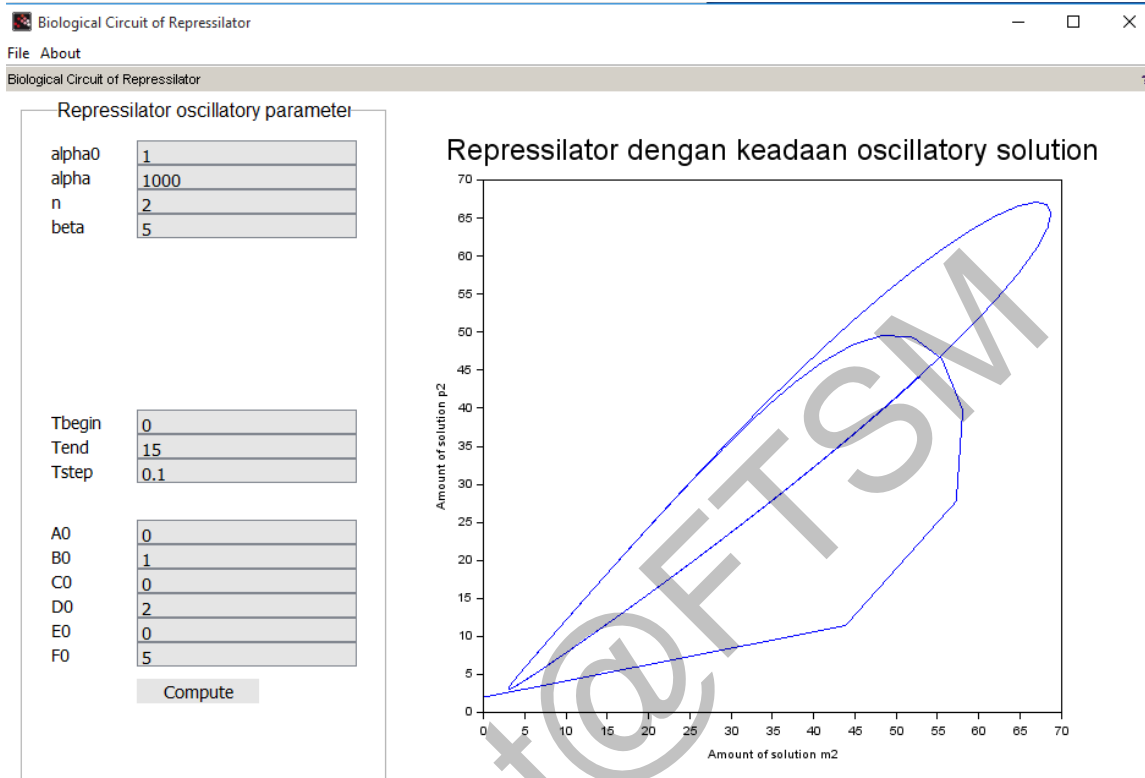 Biological Circuit of Repressilator
File About
Biological Circuit of Repressilator
Repressilator oscillatory parameter
alpha0 1
alpha 1000
n 2
beta 5
Tbegin 0
Tend 15
Tstep 0.1
A0 0
B0 1
C0 0
D0 2
E0 0
F0 5
Compute
Repressilator dengan keadaan oscillatory solution
70
65
60
55
50
45
40
35
30
25
20
15
10
5
0
Amount of solution p2
0 5 10 15 20 25 30 35 40 45 50 55 60 65 70
Amount of solution m2
t@FTSM